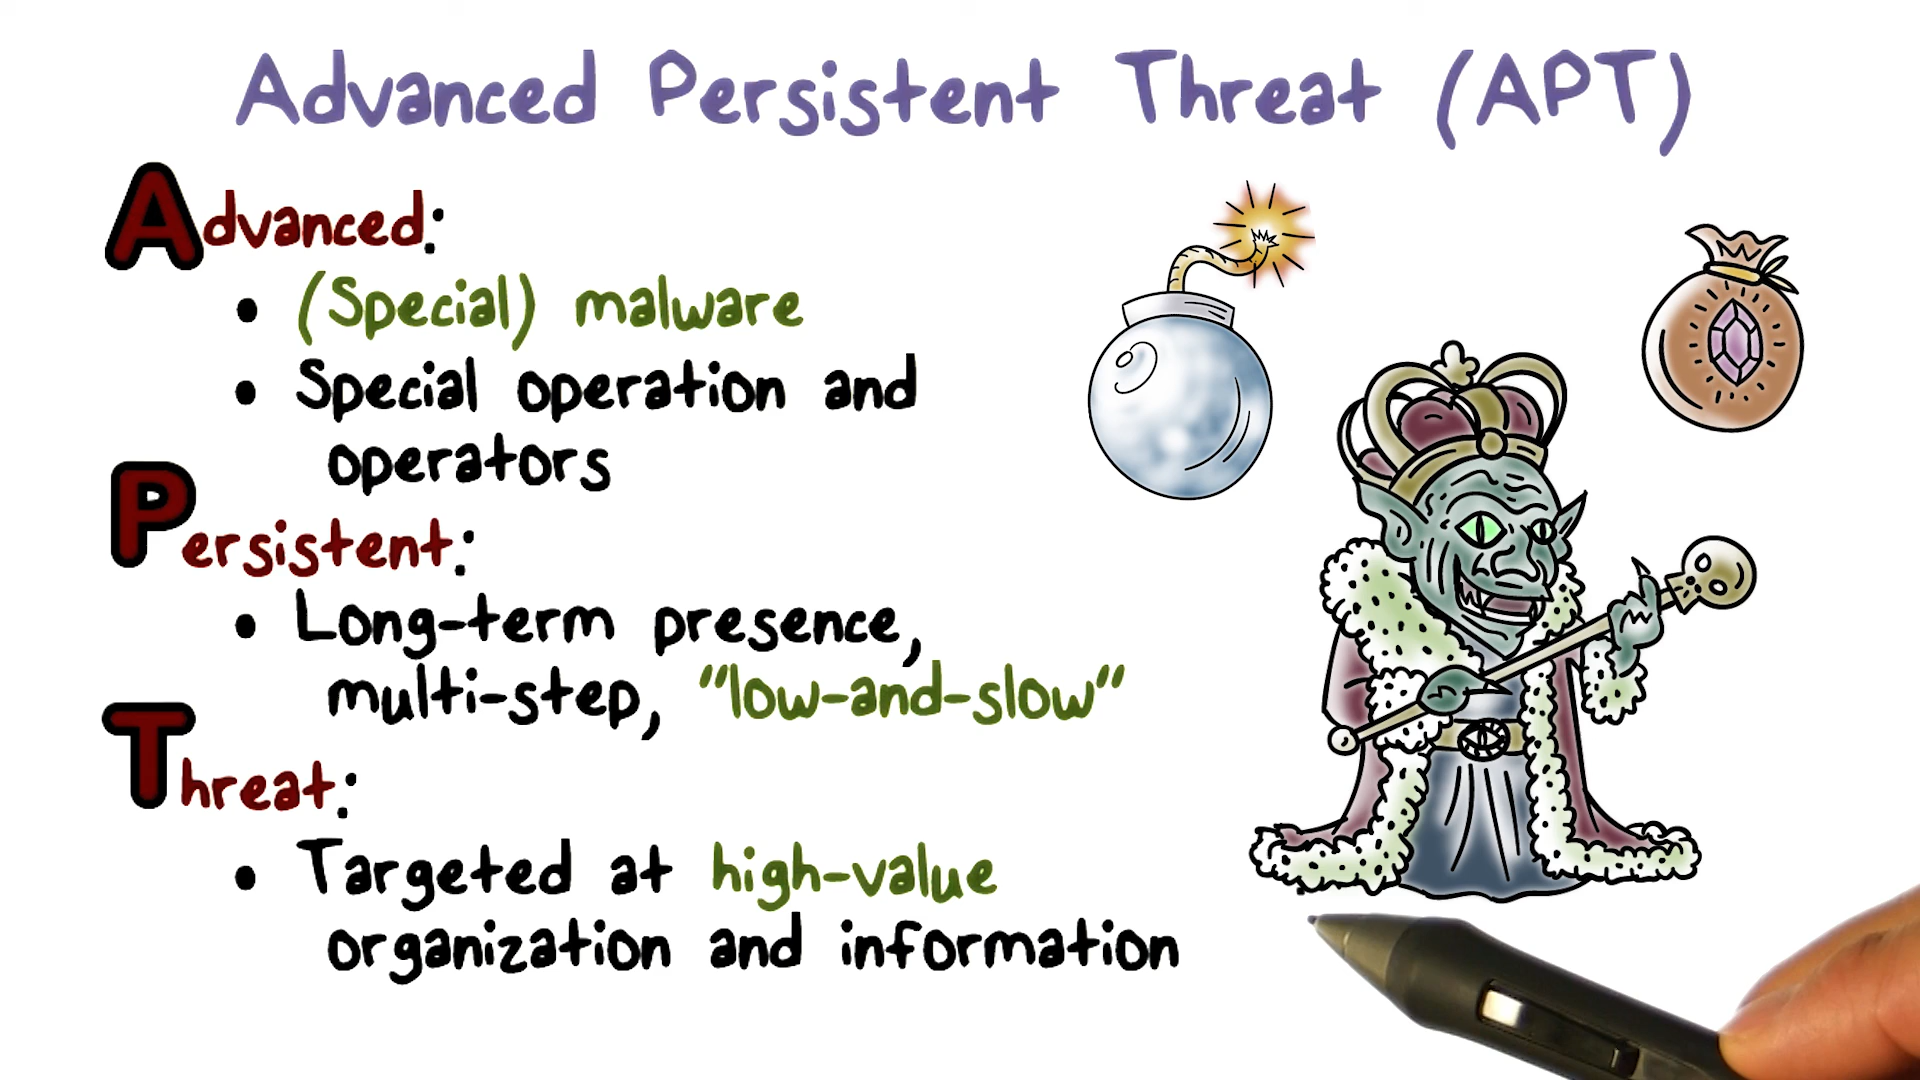 Advanced Persistent Threat (APT)
Advanced:
• (Special) malware
• Special operation and
operators
Persistent:
• Long-term presence,
multi-step, "low-and-slow"
Threat:
• Targeted at high-value
organization and information